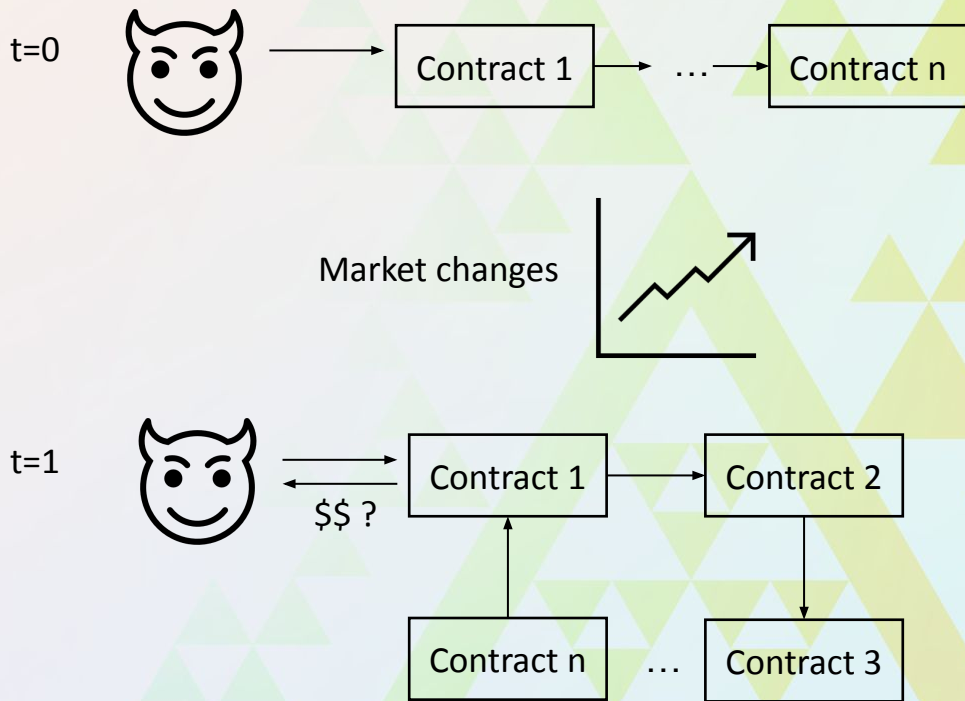 t=0
Contract 1
…
Contract n
Market changes
t=1
Contract 1
Contract 2
$$ ?
Contract n
…
Contract 3